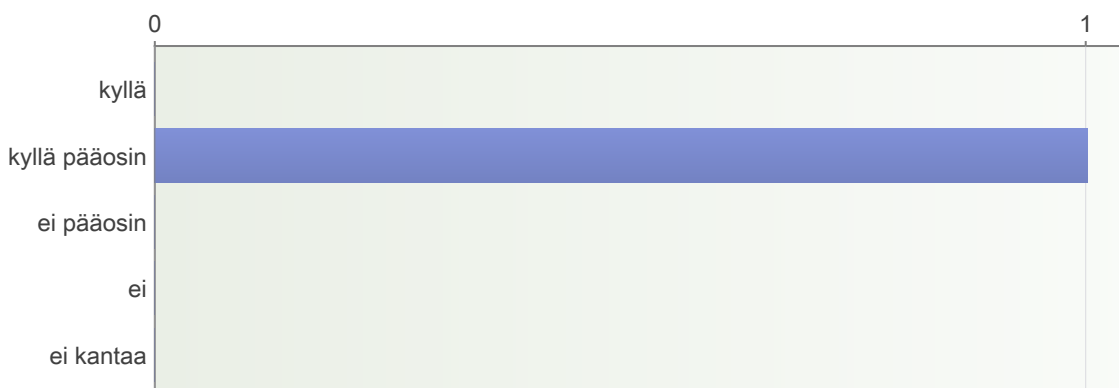 0 1
kyllä
kyllä pääosin
ei pääosin
ei
ei kantaa